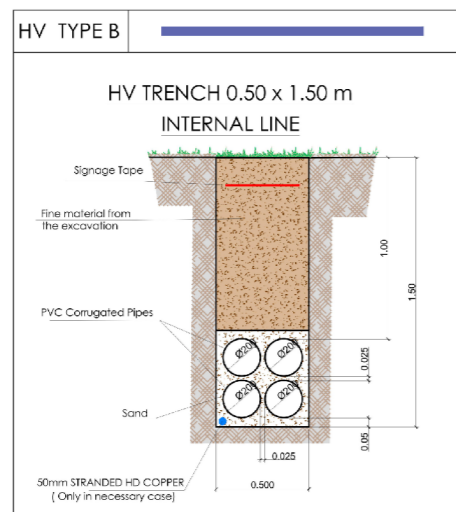 HV TYPE B
HV TRENCH 0.50 x 1.50 m
INTERNAL LINE
Signage Tape
Fine material from
the excavation
1.00
1.50
PVC Corrugated Pipes
Ø200
Ø200
0.025
Ø200
Ø200
Sand
0.05
0.025
50mm STRANDED HD COPPER
( Only in necessary case)
0.500